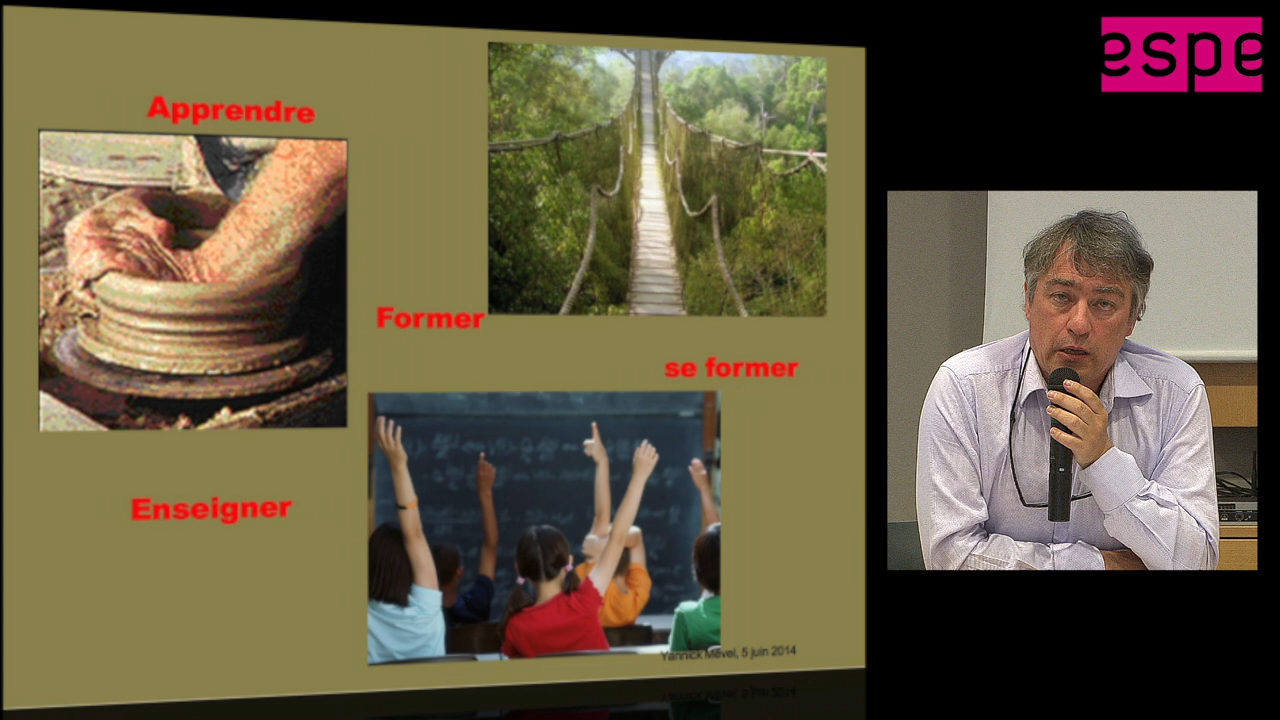 espe
Apprendre
Former
se former
Enseigner
Yannick Mével, 5 juin 2014